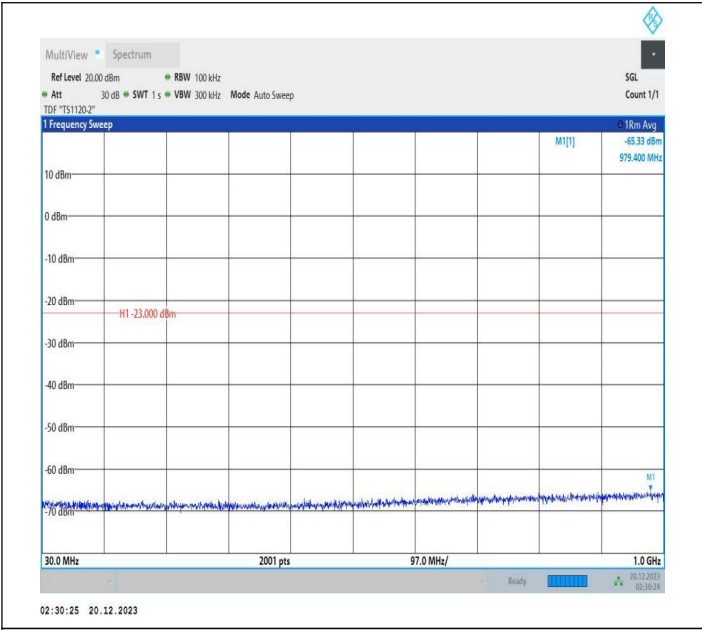 R
S
MultiView Spectrum
Ref Level 20.00 dBm RBW 100 kHz SGL
Att 30 dB SWT 1 s VBW 300 kHz Mode Auto Sweep Count 1/1
TDF "TS1120-2"
1 Frequency Sweep 1Rm Avg
M1[1] -65.33 dBm
979.400 MHz
10 dBm
0 dBm
-10 dBm
-20 dBm
H1 -23.000 dBm
-30 dBm
-40 dBm
-50 dBm
-60 dBm
M1
-70 dBm
30.0 MHz 2001 pts 97.0 MHz/ 1.0 GHz
Ready 20.12.2023
02:30:24
02:30:25 20.12.2023